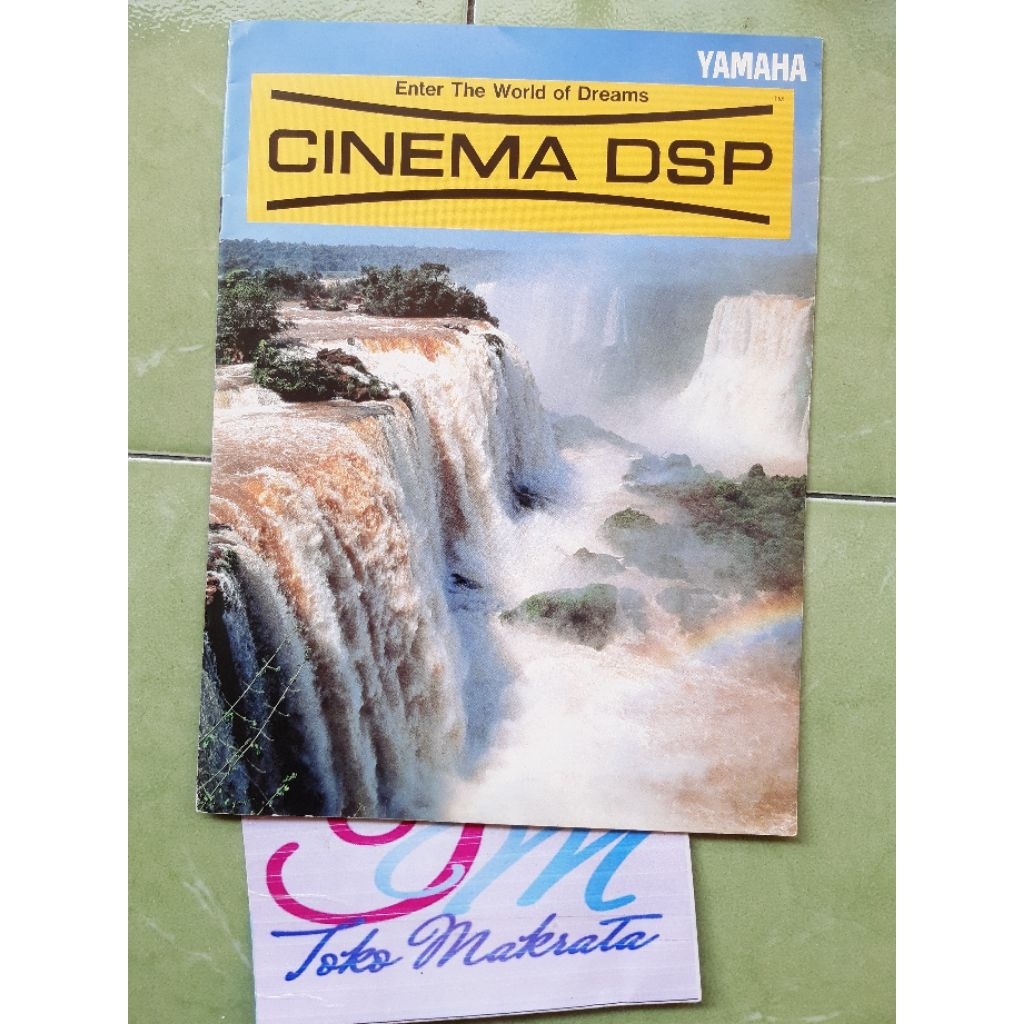 YAMAHA
Enter The World of Dreams
TM
CINEMA DSP
Toko Makrata